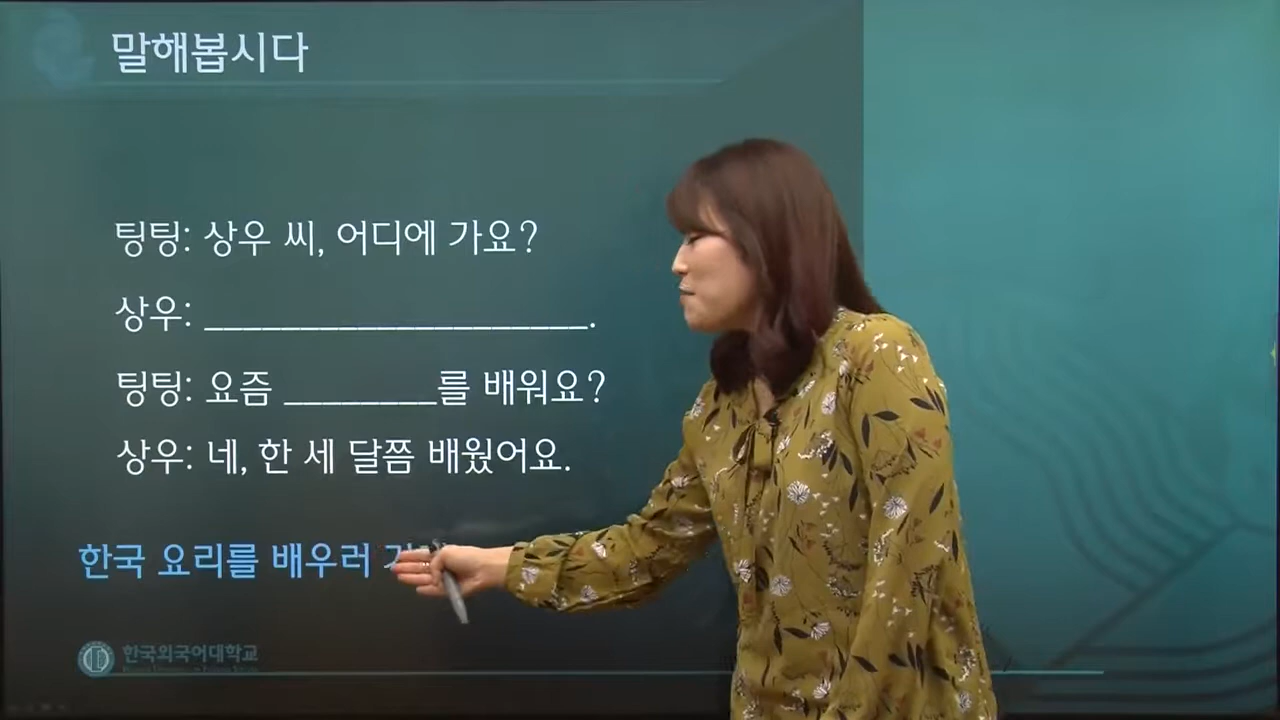 말해봅시다
팅팅: 상우 씨, 어디에 가요?
상우: ____________________.
팅팅: 요즘 ________를 배워요?
상우: 네, 한 세 달쯤 배웠어요.
한국 요리를 배우러
한국외국어대학교